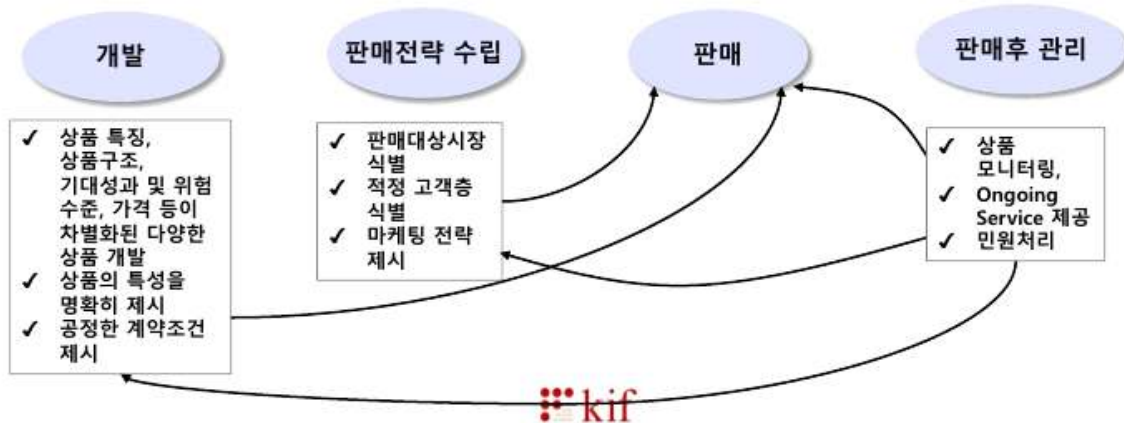 개발
판매전략 수립
판매
판매후 관리
✓ 상품 특징,
상품구조,
기대성과 및 위험
수준, 가격 등이
차별화된 다양한
상품 개발
✓ 상품의 특성을
명확히 제시
✓ 공정한 계약조건
제시
✓ 판매대상시장
식별
✓ 적정 고객층
식별
✓ 마케팅 전략
제시
✓ 상품
모니터링,
✓ Ongoing
Service 제공
✓ 민원처리
kif